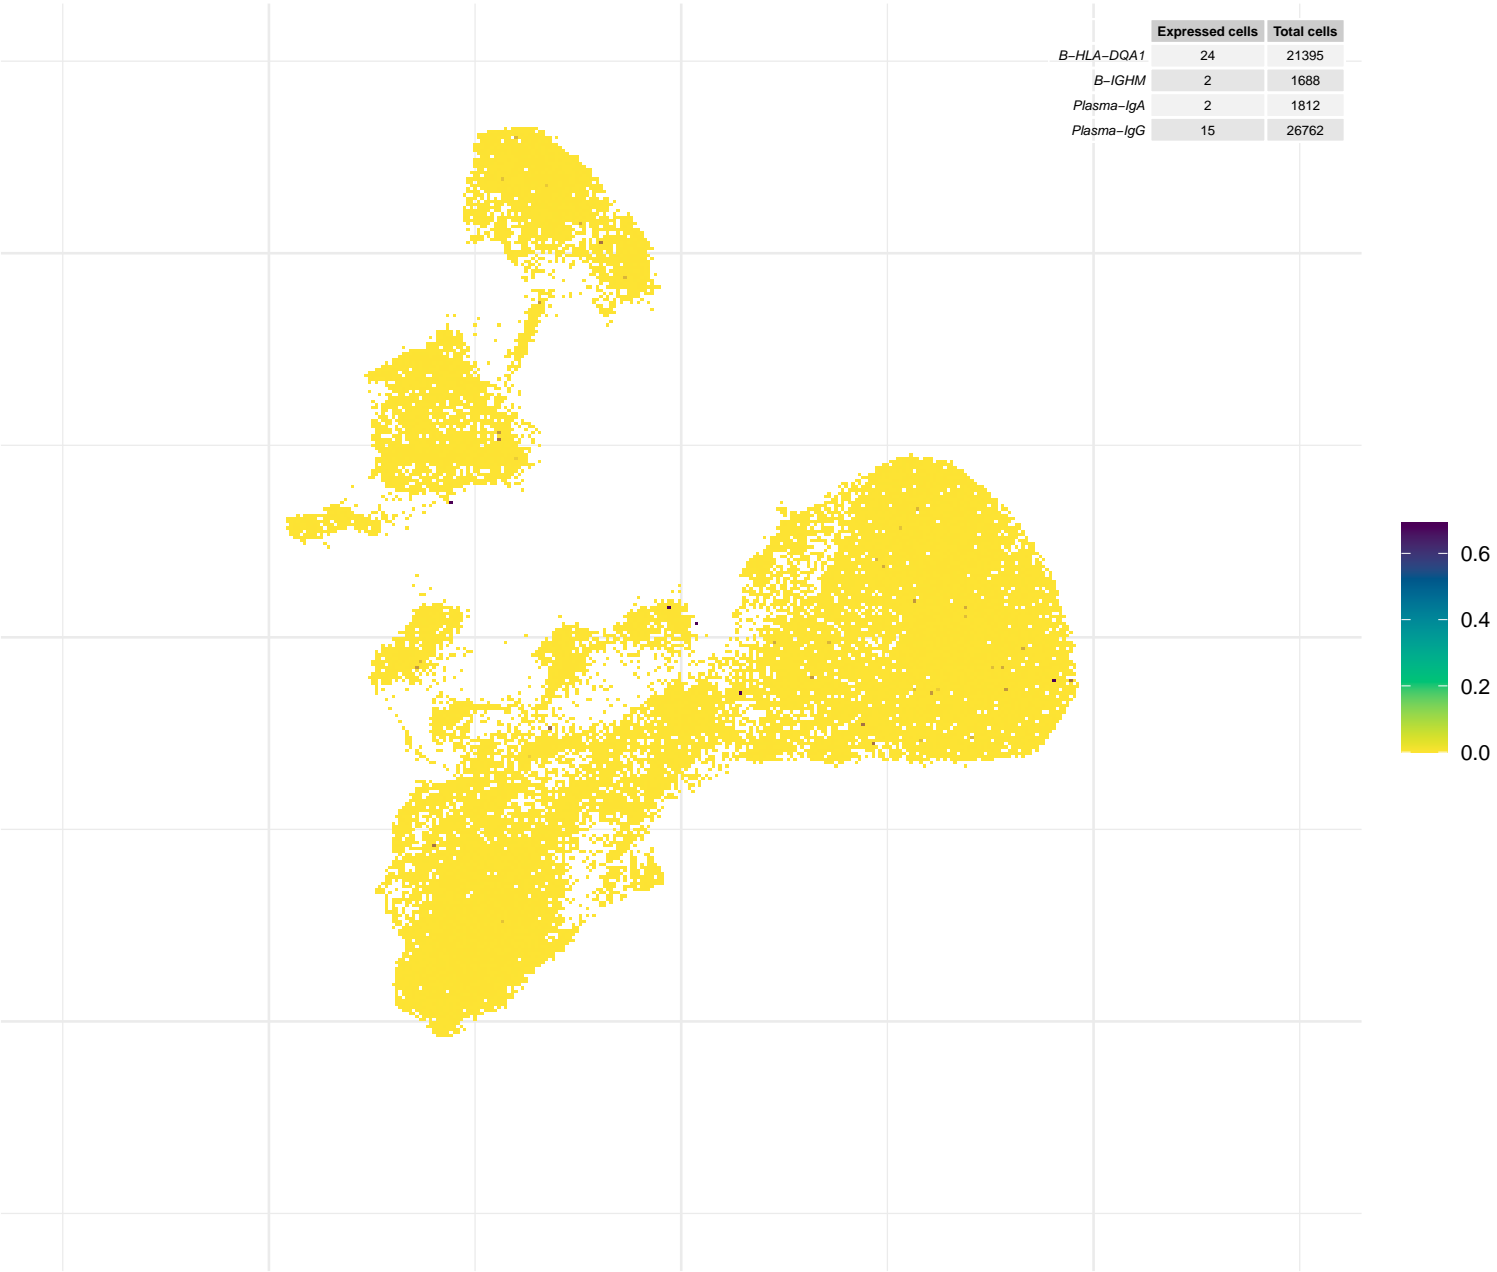 Expressed cells Total cells
B−HLA−DQA1 24 21395
B−IGHM 2 1688
Plasma−IgA 2 1812
Plasma−IgG 15 26762
0.6
0.4
0.2
0.0